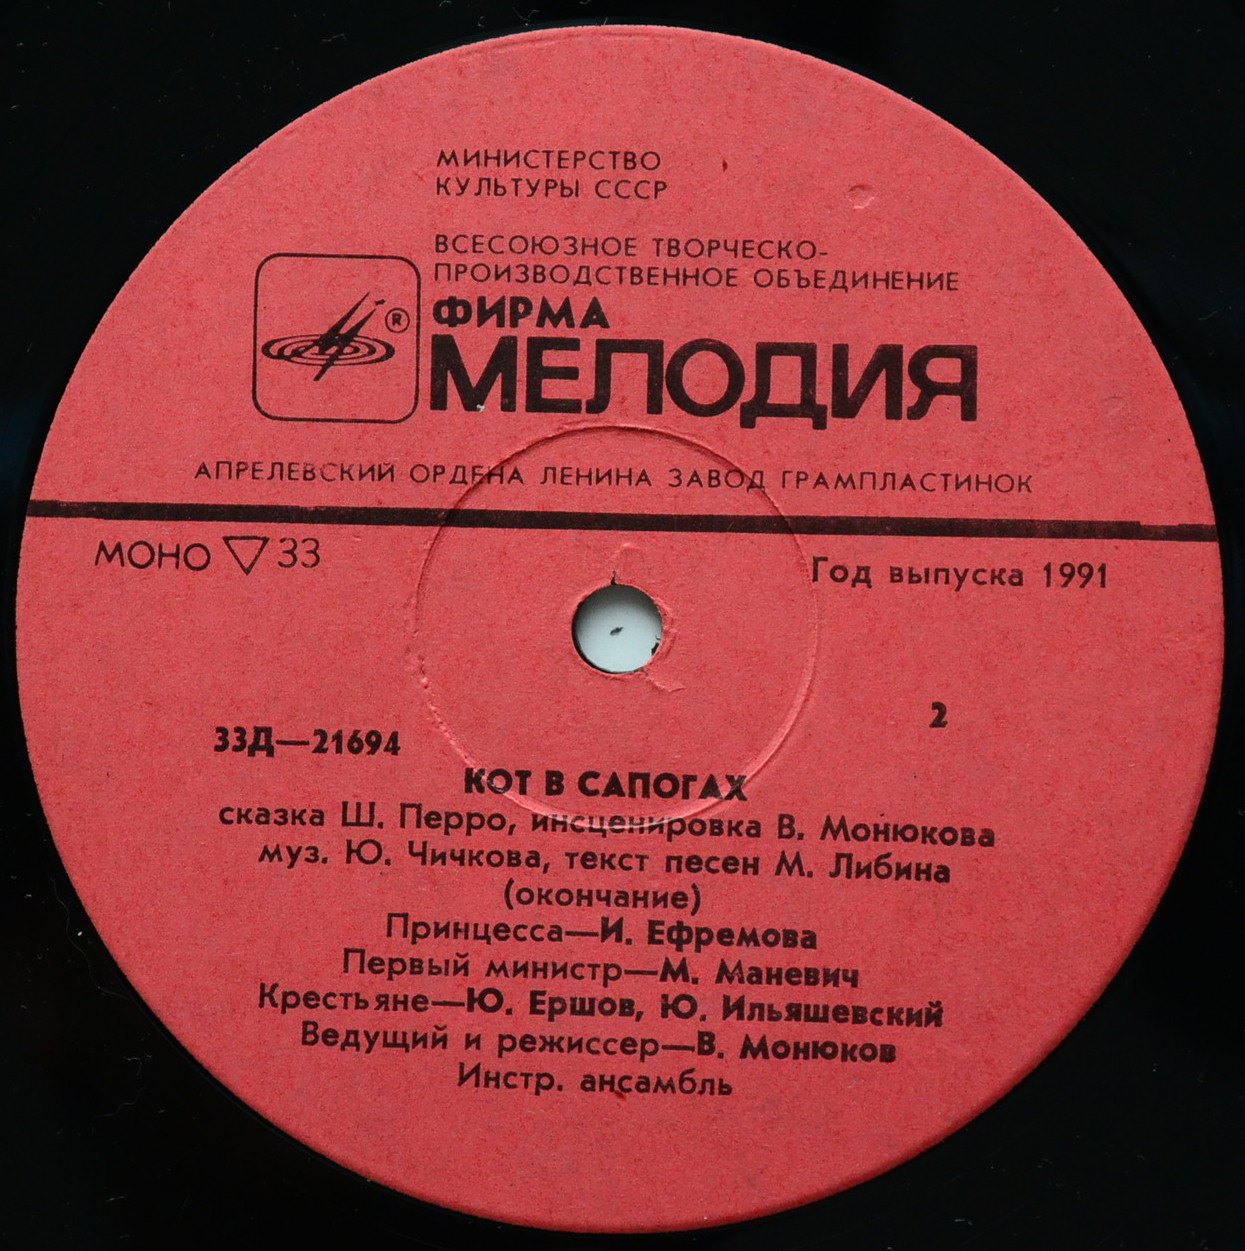 МИНИСТЕРСТВО
КУЛЬТУРЫ СССР
ВСЕСОЮЗНОЕ ТВОРЧЕСКО-
ПРОИЗВОДСТВЕННОЕ ОБЪЕДИНЕНИЕ
®
ФИРМА
МЕЛОДИЯ
АПРЕЛЕВСКИЙ ОРДЕНА ЛЕНИНА ЗАВОД ГРАМПЛАСТИНОК
МОНО ▽ 33
Год выпуска 1991
2
33Д—21694
КОТ В САПОГАХ
сказка Ш. Перро, инсценировка В. Монюкова
муз. Ю. Чичкова, текст песен М. Либина
(окончание)
Принцесса—И. Ефремова
Первый министр—М. Маневич
Крестьяне—Ю. Ершов, Ю. Ильяшевский
Ведущий и режиссер—В. Монюков
Инстр. ансамбль